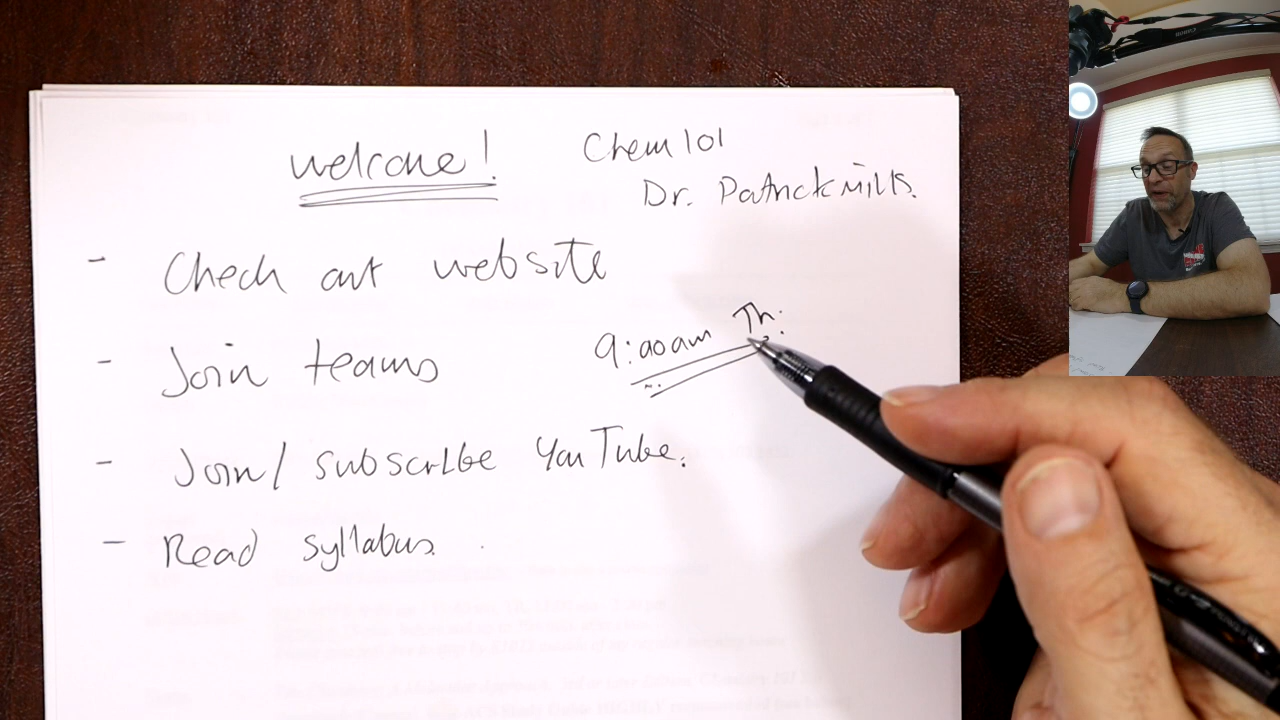 welcome!
Chem 101
Dr. Patrick Mills.
- Check out website
- Join teams
9:00am Th:
- Join/ subscribe YouTube.
- Read syllabus.